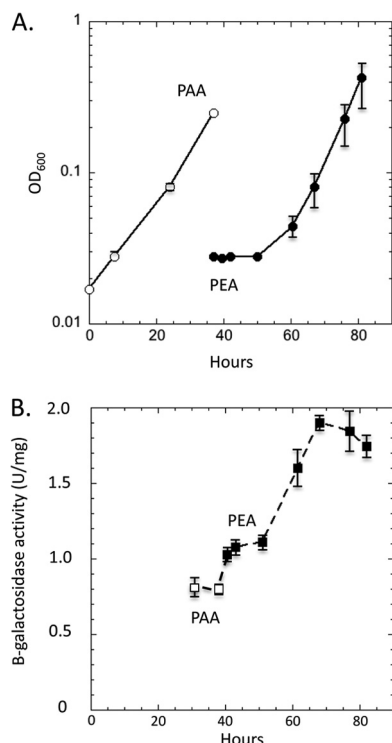 A.
1
PAA
OD600
0.1
PEA
0.01
0 20 40 60 80
Hours
B.
2.0
B-galactosidase activity (U/mg)
1.5
PEA
1.0
PAA
0.5
0
0 20 40 60 80
Hours